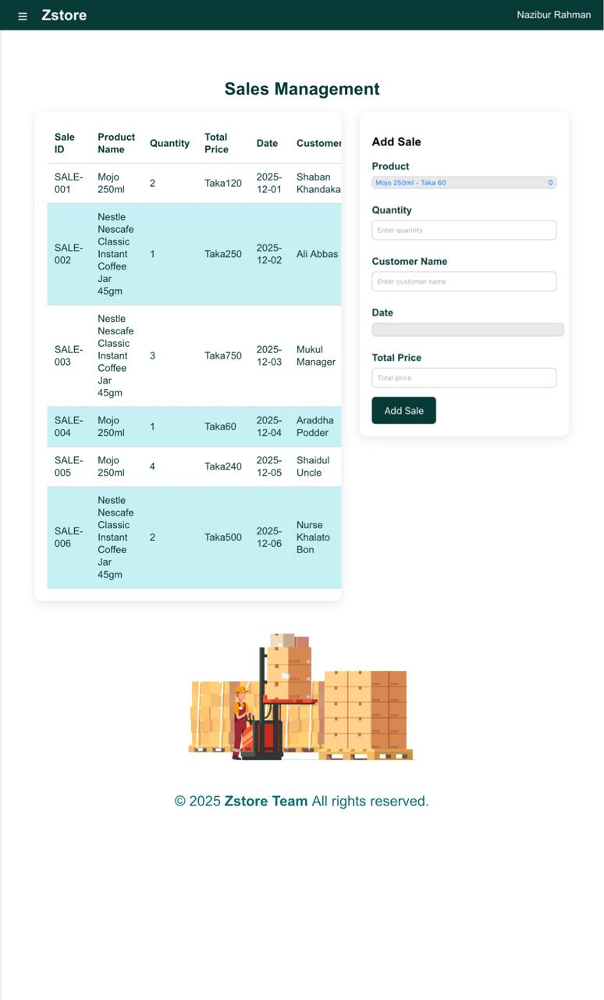 Zstore
Nazibur Rahman
Sales Management
Sale ID Product Name Quantity Total Price Date Customer
SALE-001 Mojo 250ml 2 Taka120 2025-12-01 Shaban Khandaka
SALE-002 Nestle Nescafe Classic Instant Coffee Jar 45gm 1 Taka250 2025-12-02 Ali Abbas
SALE-003 Nestle Nescafe Classic Instant Coffee Jar 45gm 3 Taka750 2025-12-03 Mukul Manager
SALE-004 Mojo 250ml 1 Taka60 2025-12-04 Araddha Podder
SALE-005 Mojo 250ml 4 Taka240 2025-12-05 Shaidul Uncle
SALE-006 Nestle Nescafe Classic Instant Coffee Jar 45gm 2 Taka500 2025-12-06 Nurse Khalato Bon
Add Sale
Product
Mojo 250ml - Taka 60
Quantity
Enter quantity
Customer Name
Enter customer name
Date
Total Price
Total price
Add Sale
© 2025 Zstore Team All rights reserved.